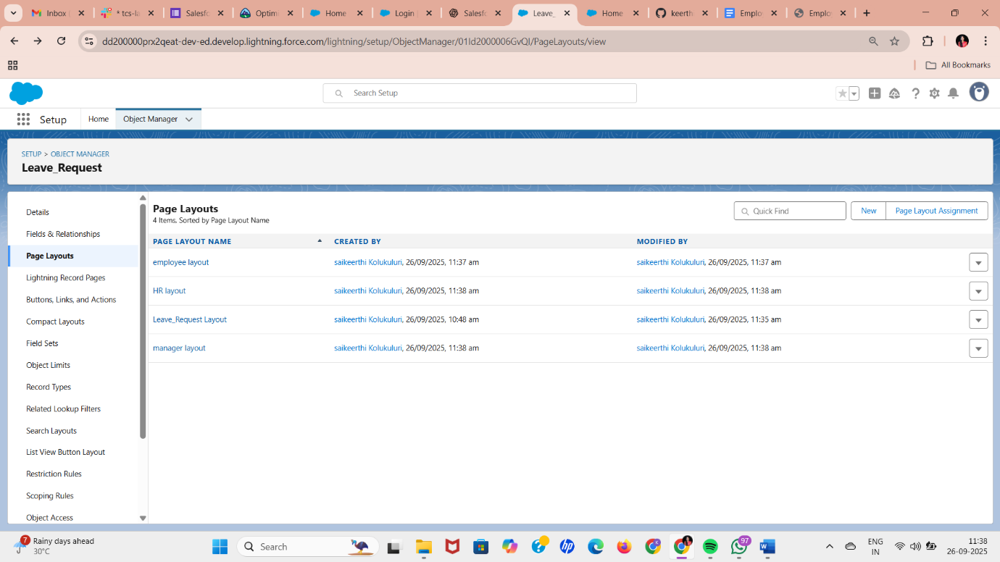 Inbox (
* tcs-la
Salesfo
Optimi
Home
Login
Salesfo
Leave_
Home
keerth
Emplo
Emplo
dd200000prx2qeat-dev-ed.develop.lightning.force.com/lightning/setup/ObjectManager/01Id2000006GvQI/PageLayouts/view
All Bookmarks
Search Setup
Setup
Home
Object Manager
SETUP > OBJECT MANAGER
Leave_Request
Details
Fields & Relationships
Page Layouts
Lightning Record Pages
Buttons, Links, and Actions
Compact Layouts
Field Sets
Object Limits
Record Types
Related Lookup Filters
Search Layouts
List View Button Layout
Restriction Rules
Scoping Rules
Object Access
Page Layouts
4 Items, Sorted by Page Layout Name
Quick Find
New
Page Layout Assignment
PAGE LAYOUT NAME CREATED BY MODIFIED BY
employee layout saikeerthi Kolukuluri, 26/09/2025, 11:37 am saikeerthi Kolukuluri, 26/09/2025, 11:37 am
HR layout saikeerthi Kolukuluri, 26/09/2025, 11:38 am saikeerthi Kolukuluri, 26/09/2025, 11:38 am
Leave_Request Layout saikeerthi Kolukuluri, 26/09/2025, 10:48 am saikeerthi Kolukuluri, 26/09/2025, 11:35 am
manager layout saikeerthi Kolukuluri, 26/09/2025, 11:38 am saikeerthi Kolukuluri, 26/09/2025, 11:38 am
7
Rainy days ahead
30°C
Search
97
ENG
IN
11:38
26-09-2025